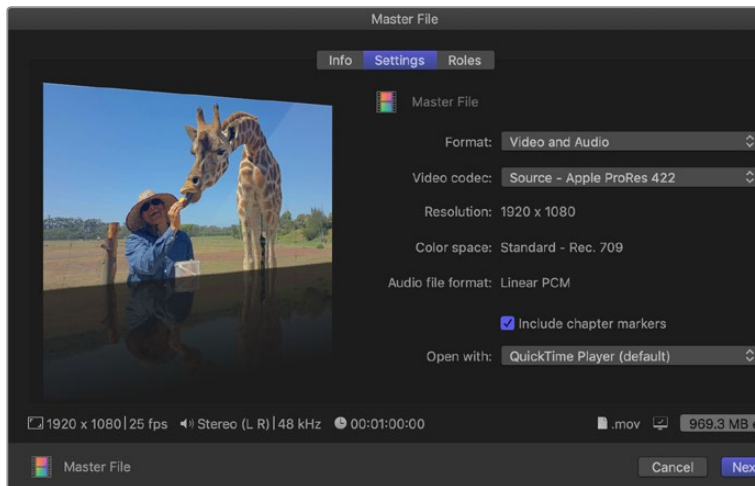 Master File
Info Settings Roles
Master File
Format: Video and Audio
Video codec: Source - Apple ProRes 422
Resolution: 1920 x 1080
Color space: Standard - Rec. 709
Audio file format: Linear PCM
Include chapter markers
Open with: QuickTime Player (default)
1920 x 1080 | 25 fps Stereo (L R) | 48 kHz 00:01:00:00 .mov 969.3 MB
Master File Cancel